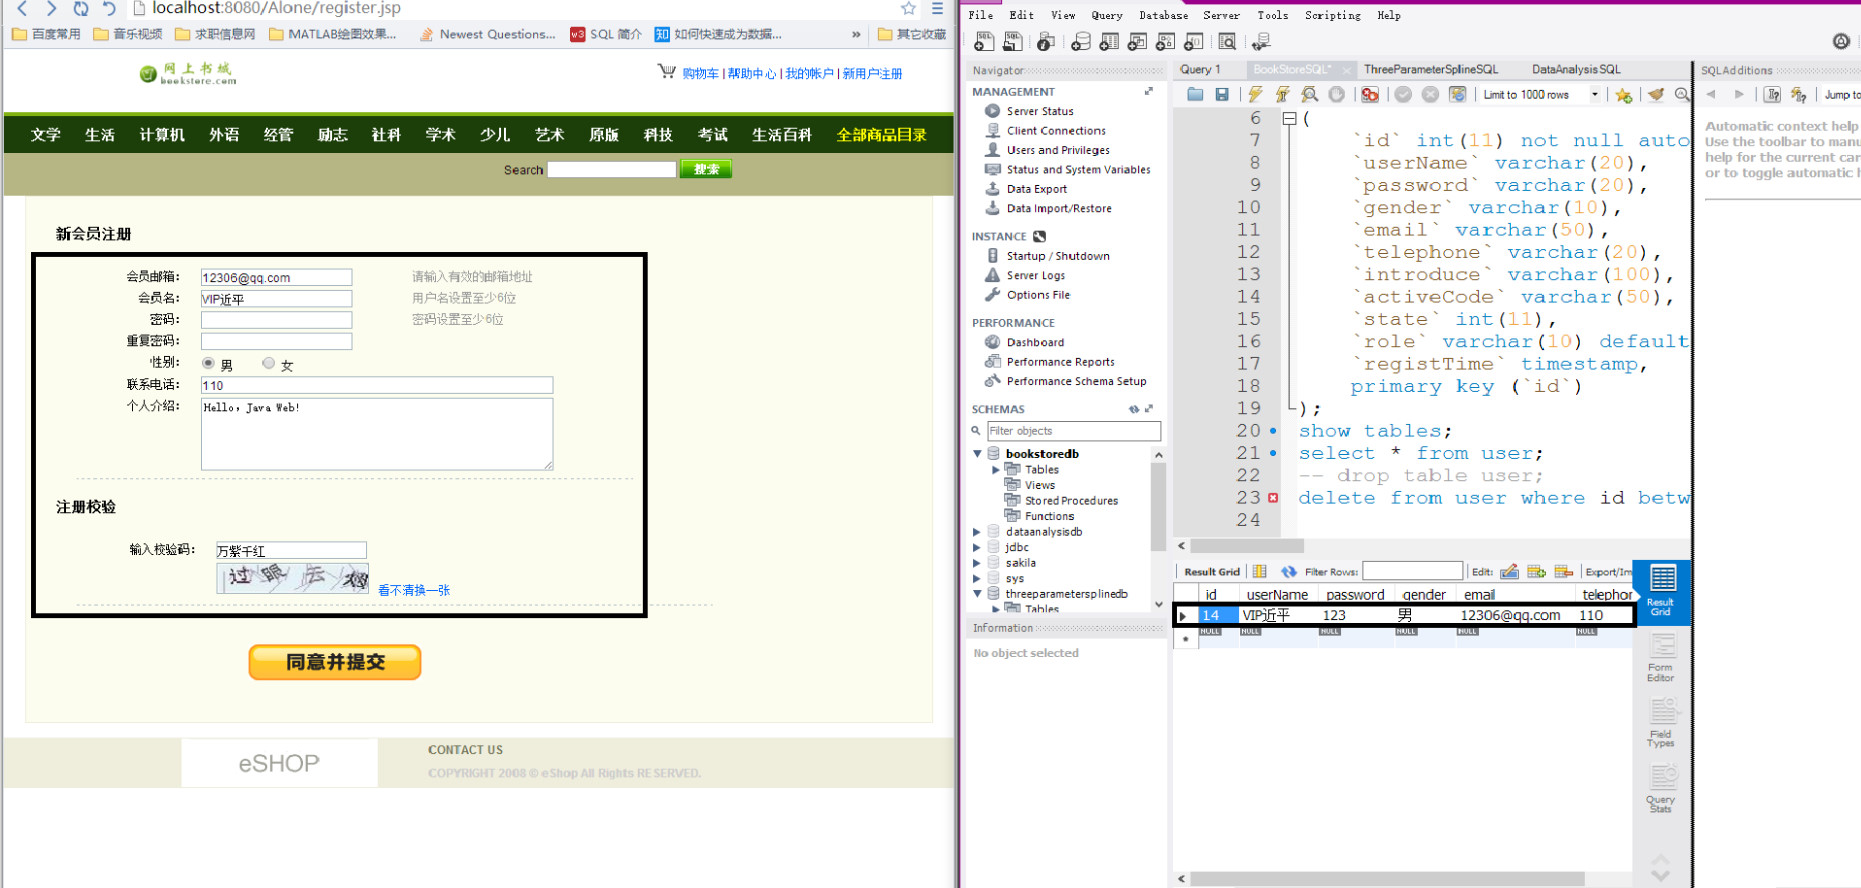 localhost:8080/Alone/register.jsp
百度常用 音乐视频 求职信息网 MATLAB绘图效果... Newest Questions... w3 SQL 简介 知 如何快速成为数据... » 其它收藏
网上书城
bookstore.com
购物车 | 帮助中心 | 我的帐户 | 新用户注册
文学 生活 计算机 外语 经管 励志 社科 学术 少儿 艺术 原版 科技 考试 生活百科 全部商品目录
Search 搜索
新会员注册
会员邮箱： 12306@qq.com 请输入有效的邮箱地址
会员名： VIP近平 用户名设置至少6位
密码： 密码设置至少6位
重复密码：
性别： 男 女
联系电话： 110
个人介绍： Hello，Java Web!
注册校验
输入校验码： 万紫千红
过眼云烟 看不清换一张
同意并提交
eSHOP
CONTACT US
COPYRIGHT 2008 © eShop All Rights RESERVED.
File Edit View Query Database Server Tools Scripting Help
Navigator
MANAGEMENT
Server Status
Client Connections
Users and Privileges
Status and System Variables
Data Export
Data Import/Restore
INSTANCE
Startup / Shutdown
Server Logs
Options File
PERFORMANCE
Dashboard
Performance Reports
Performance Schema Setup
SCHEMAS
Filter objects
bookstoredb
Tables
Views
Stored Procedures
Functions
dataanalysisdb
jdbc
sakila
sys
threeparametersplinedb
Tables
Information
No object selected
Query 1 BookStoreSQL* × ThreeParameterSplineSQL DataAnalysisSQL
Limit to 1000 rows
6 (
7 `id` int(11) not null auto
8 `userName` varchar(20),
9 `password` varchar(20),
10 `gender` varchar(10),
11 `email` varchar(50),
12 `telephone` varchar(20),
13 `introduce` varchar(100),
14 `activeCode` varchar(50),
15 `state` int(11),
16 `role` varchar(10) default
17 `registTime` timestamp,
18 primary key (`id`)
19 );
20 show tables;
21 select * from user;
22 -- drop table user;
23 delete from user where id betw
24
Result Grid Filter Rows: Edit: Export/Im
id userName password gender email telephor
14 VIP近平 123 男 12306@qq.com 110
NULL NULL NULL NULL NULL NULL
Result
Grid
Form
Editor
Field
Types
Query
Stats
SQLAdditions
Jump to
Automatic context help
Use the toolbar to manu
help for the current car
or to toggle automatic h